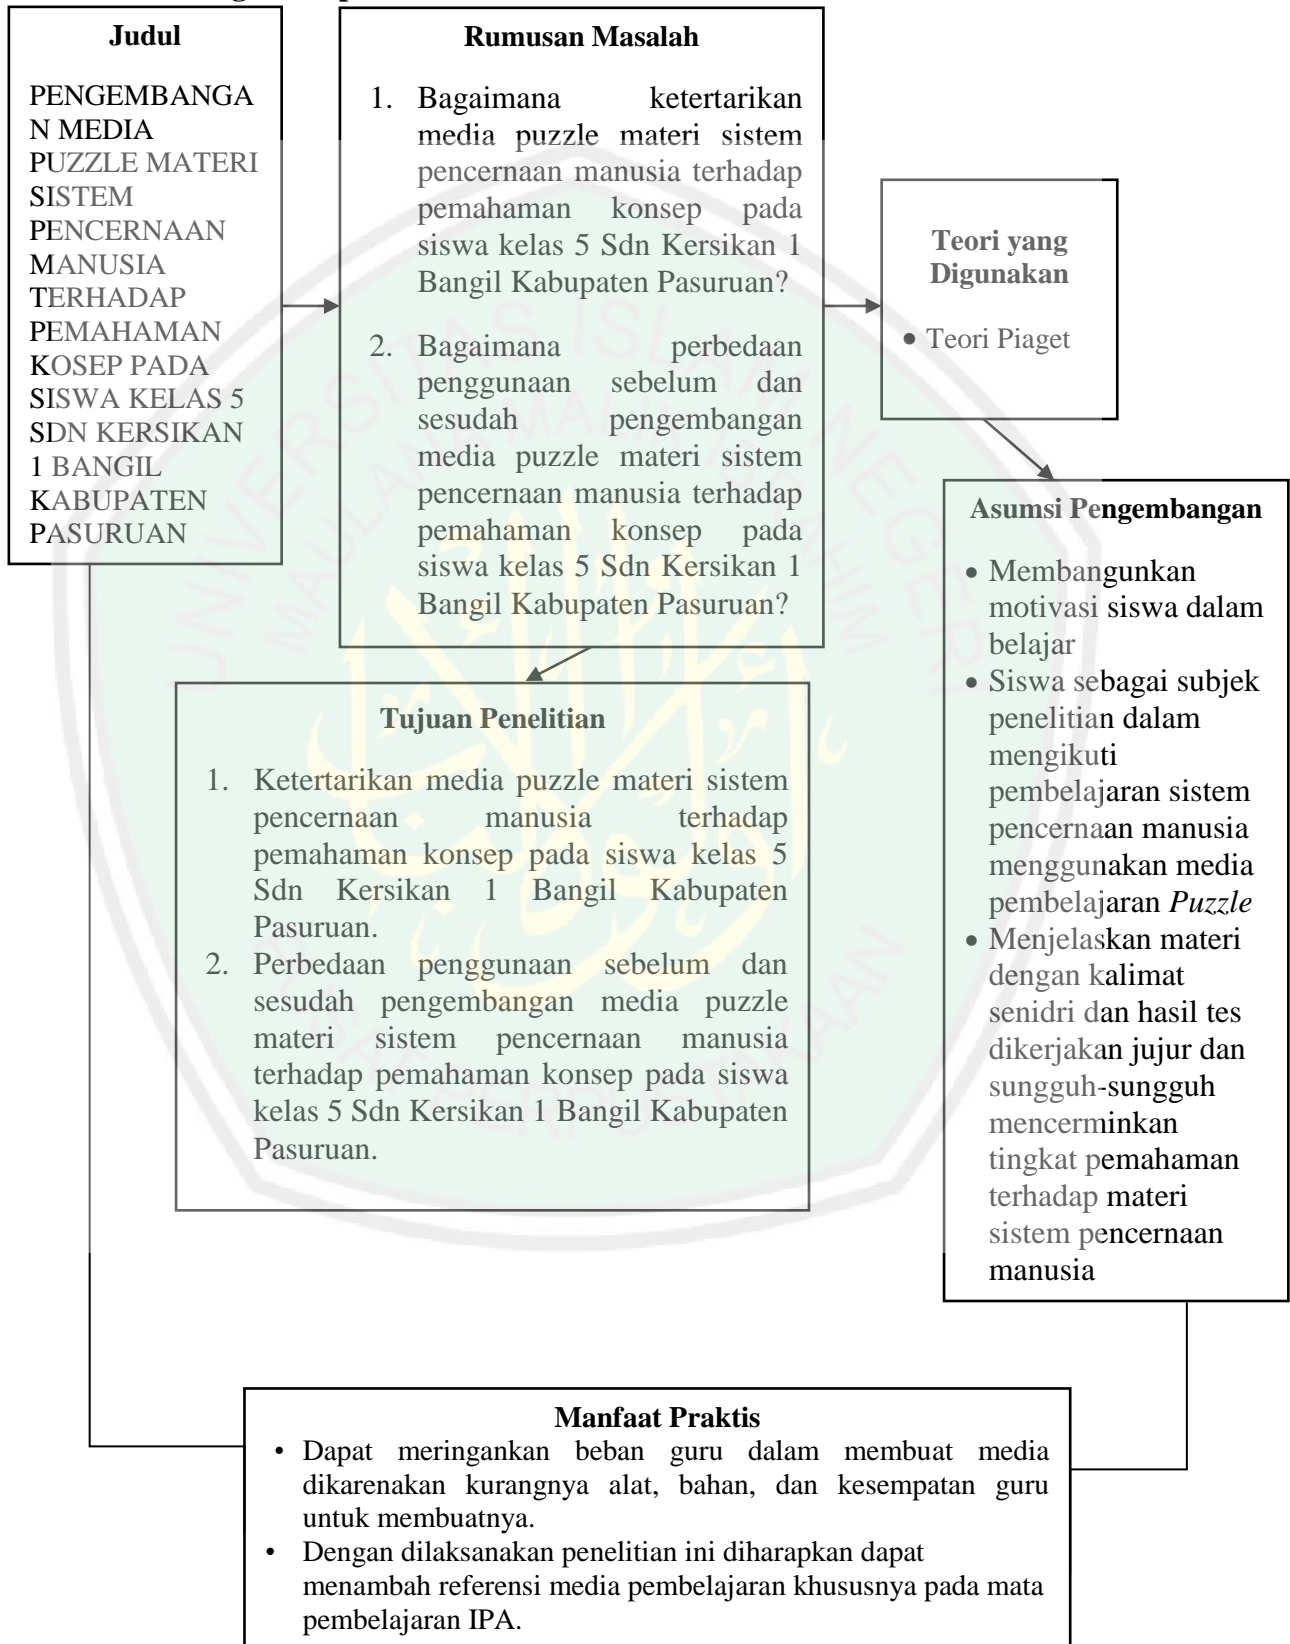 Judul
PENGEMBANGA
N MEDIA
PUZZLE MATERI
SISTEM
PENCERNAAN
MANUSIA
TERHADAP
PEMAHAMAN
KOSEP PADA
SISWA KELAS 5
SDN KERSIKAN
1 BANGIL
KABUPATEN
PASURUAN
Rumusan Masalah
1. Bagaimana ketertarikan
media puzzle materi sistem
pencernaan manusia terhadap
pemahaman konsep pada
siswa kelas 5 Sdn Kersikan 1
Bangil Kabupaten Pasuruan?
2. Bagaimana perbedaan
penggunaan sebelum dan
sesudah pengembangan
media puzzle materi sistem
pencernaan manusia terhadap
pemahaman konsep pada
siswa kelas 5 Sdn Kersikan 1
Bangil Kabupaten Pasuruan?
Teori yang
Digunakan
• Teori Piaget
Asumsi Pengembangan
• Membangunkan
motivasi siswa dalam
belajar
• Siswa sebagai subjek
penelitian dalam
mengikuti
pembelajaran sistem
pencernaan manusia
menggunakan media
pembelajaran Puzzle
• Menjelaskan materi
dengan kalimat
senidri dan hasil tes
dikerjakan jujur dan
sungguh-sungguh
mencerminkan
tingkat pemahaman
terhadap materi
sistem pencernaan
manusia
Tujuan Penelitian
1. Ketertarikan media puzzle materi sistem
pencernaan manusia terhadap
pemahaman konsep pada siswa kelas 5
Sdn Kersikan 1 Bangil Kabupaten
Pasuruan.
2. Perbedaan penggunaan sebelum dan
sesudah pengembangan media puzzle
materi sistem pencernaan manusia
terhadap pemahaman konsep pada siswa
kelas 5 Sdn Kersikan 1 Bangil Kabupaten
Pasuruan.
Manfaat Praktis
• Dapat meringankan beban guru dalam membuat media
dikarenakan kurangnya alat, bahan, dan kesempatan guru
untuk membuatnya.
• Dengan dilaksanakan penelitian ini diharapkan dapat
menambah referensi media pembelajaran khususnya pada mata
pembelajaran IPA.
UNIVERSITAS ISLAM NEGERI
MAULANA MALIK IBRAHIM